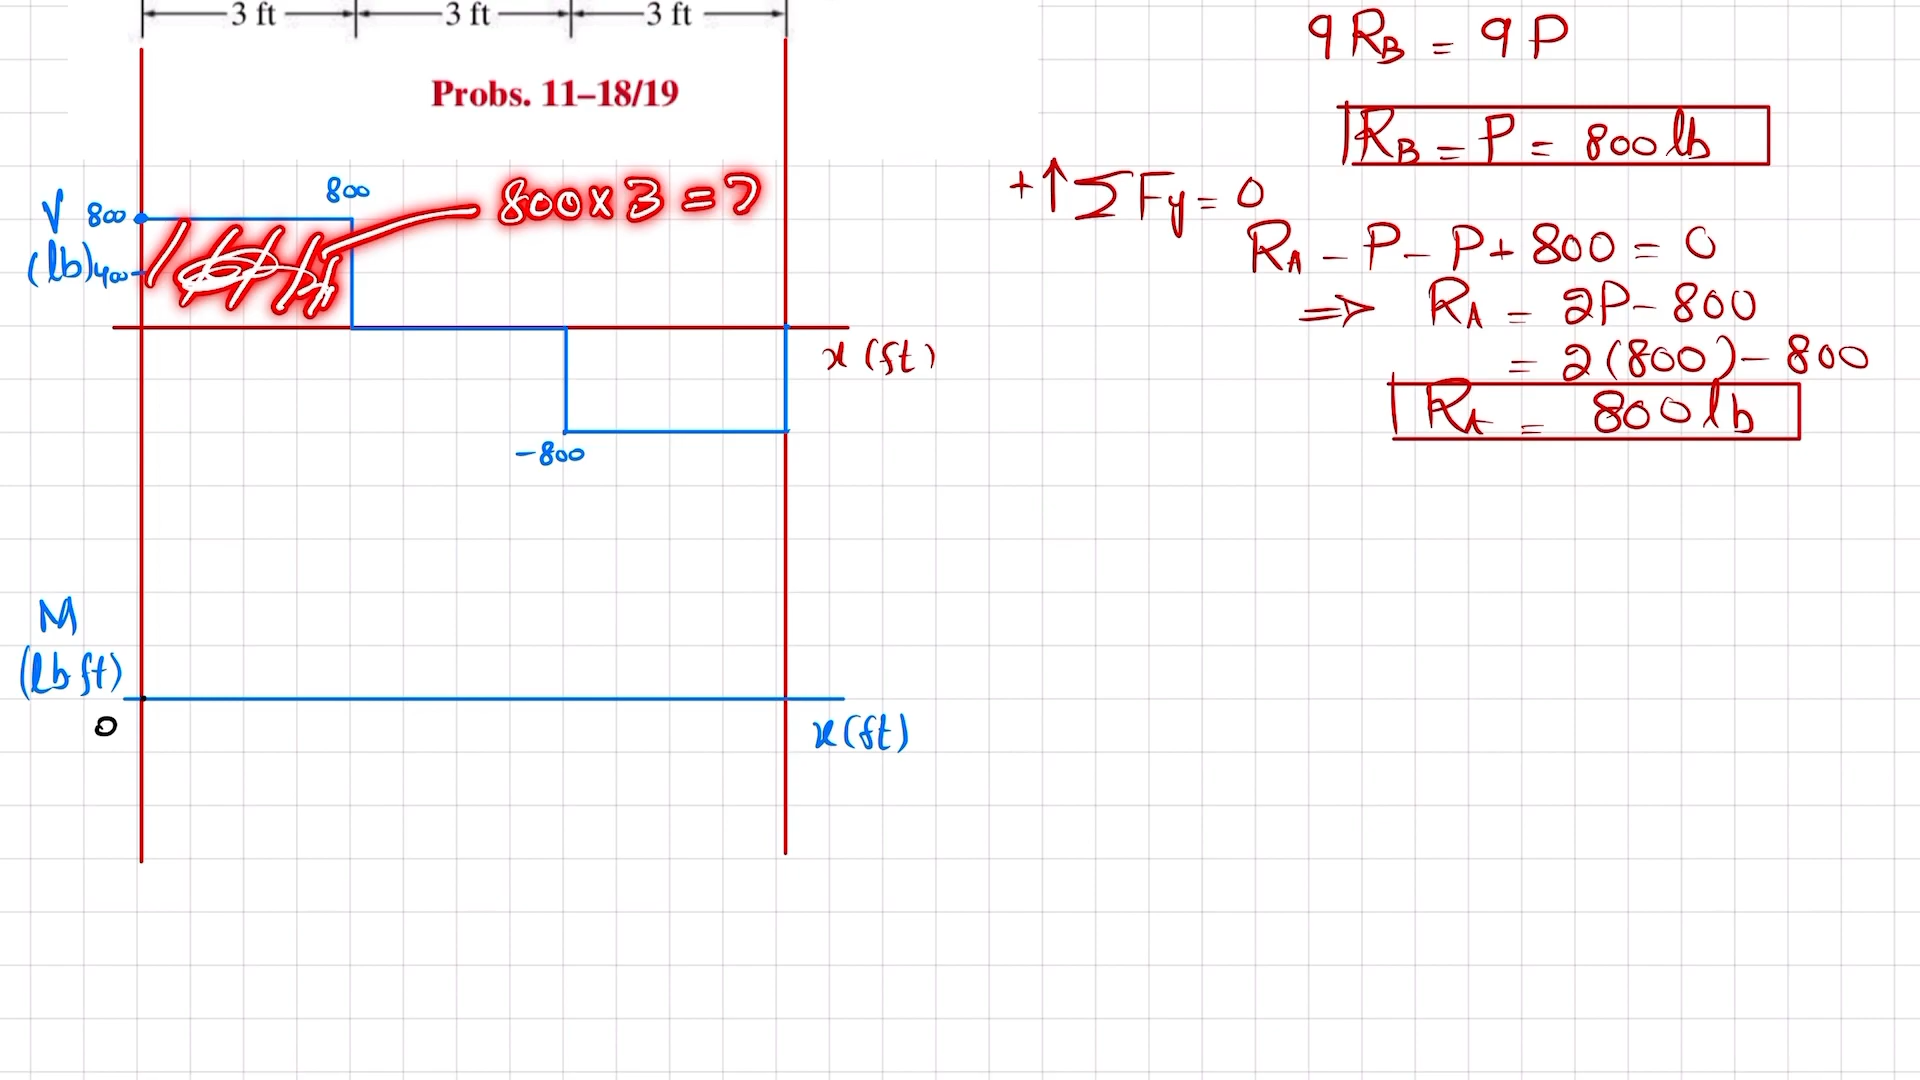 3 ft 3 ft 3 ft
Probs. 11–18/19
9 R_B = 9 P
R_B = P = 800 lb
+↑ ΣFy = 0
R_A - P - P + 800 = 0
⇒ R_A = 2P - 800
= 2(800) - 800
R_A = 800 lb
V
(lb)
800
400
800
800 × 3 = ?
x (ft)
-800
M
(lb ft)
0
x (ft)